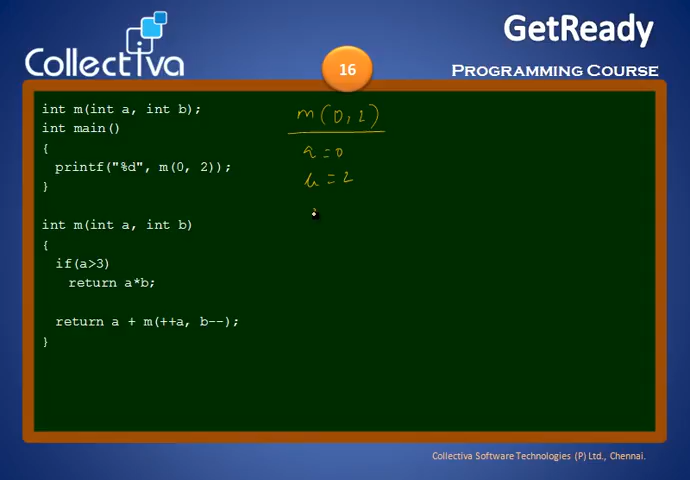 GetReady
Collectiva
16
PROGRAMMING COURSE
int m(int a, int b);
int main()
{
printf("%d", m(0, 2));
}
int m(int a, int b)
{
if(a>3)
return a*b;
return a + m(++a, b--);
}
m(0,2)
a=0
b=2
Collectiva Software Technologies (P) Ltd., Chennai.